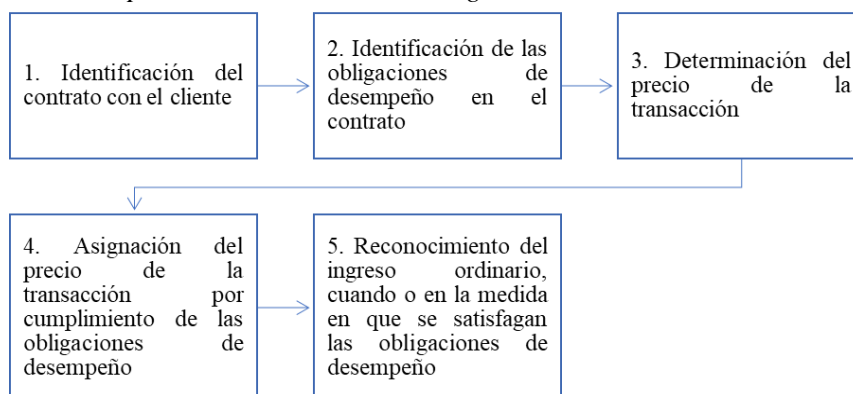 1. Identificación del
contrato con el cliente
2. Identificación de las
obligaciones de
desempeño en el
contrato
3. Determinación del
precio de la
transacción
4. Asignación del
precio de la
transacción por
cumplimiento de las
obligaciones de
desempeño
5. Reconocimiento del
ingreso ordinario,
cuando o en la medida
en que se satisfagan
las obligaciones de
desempeño